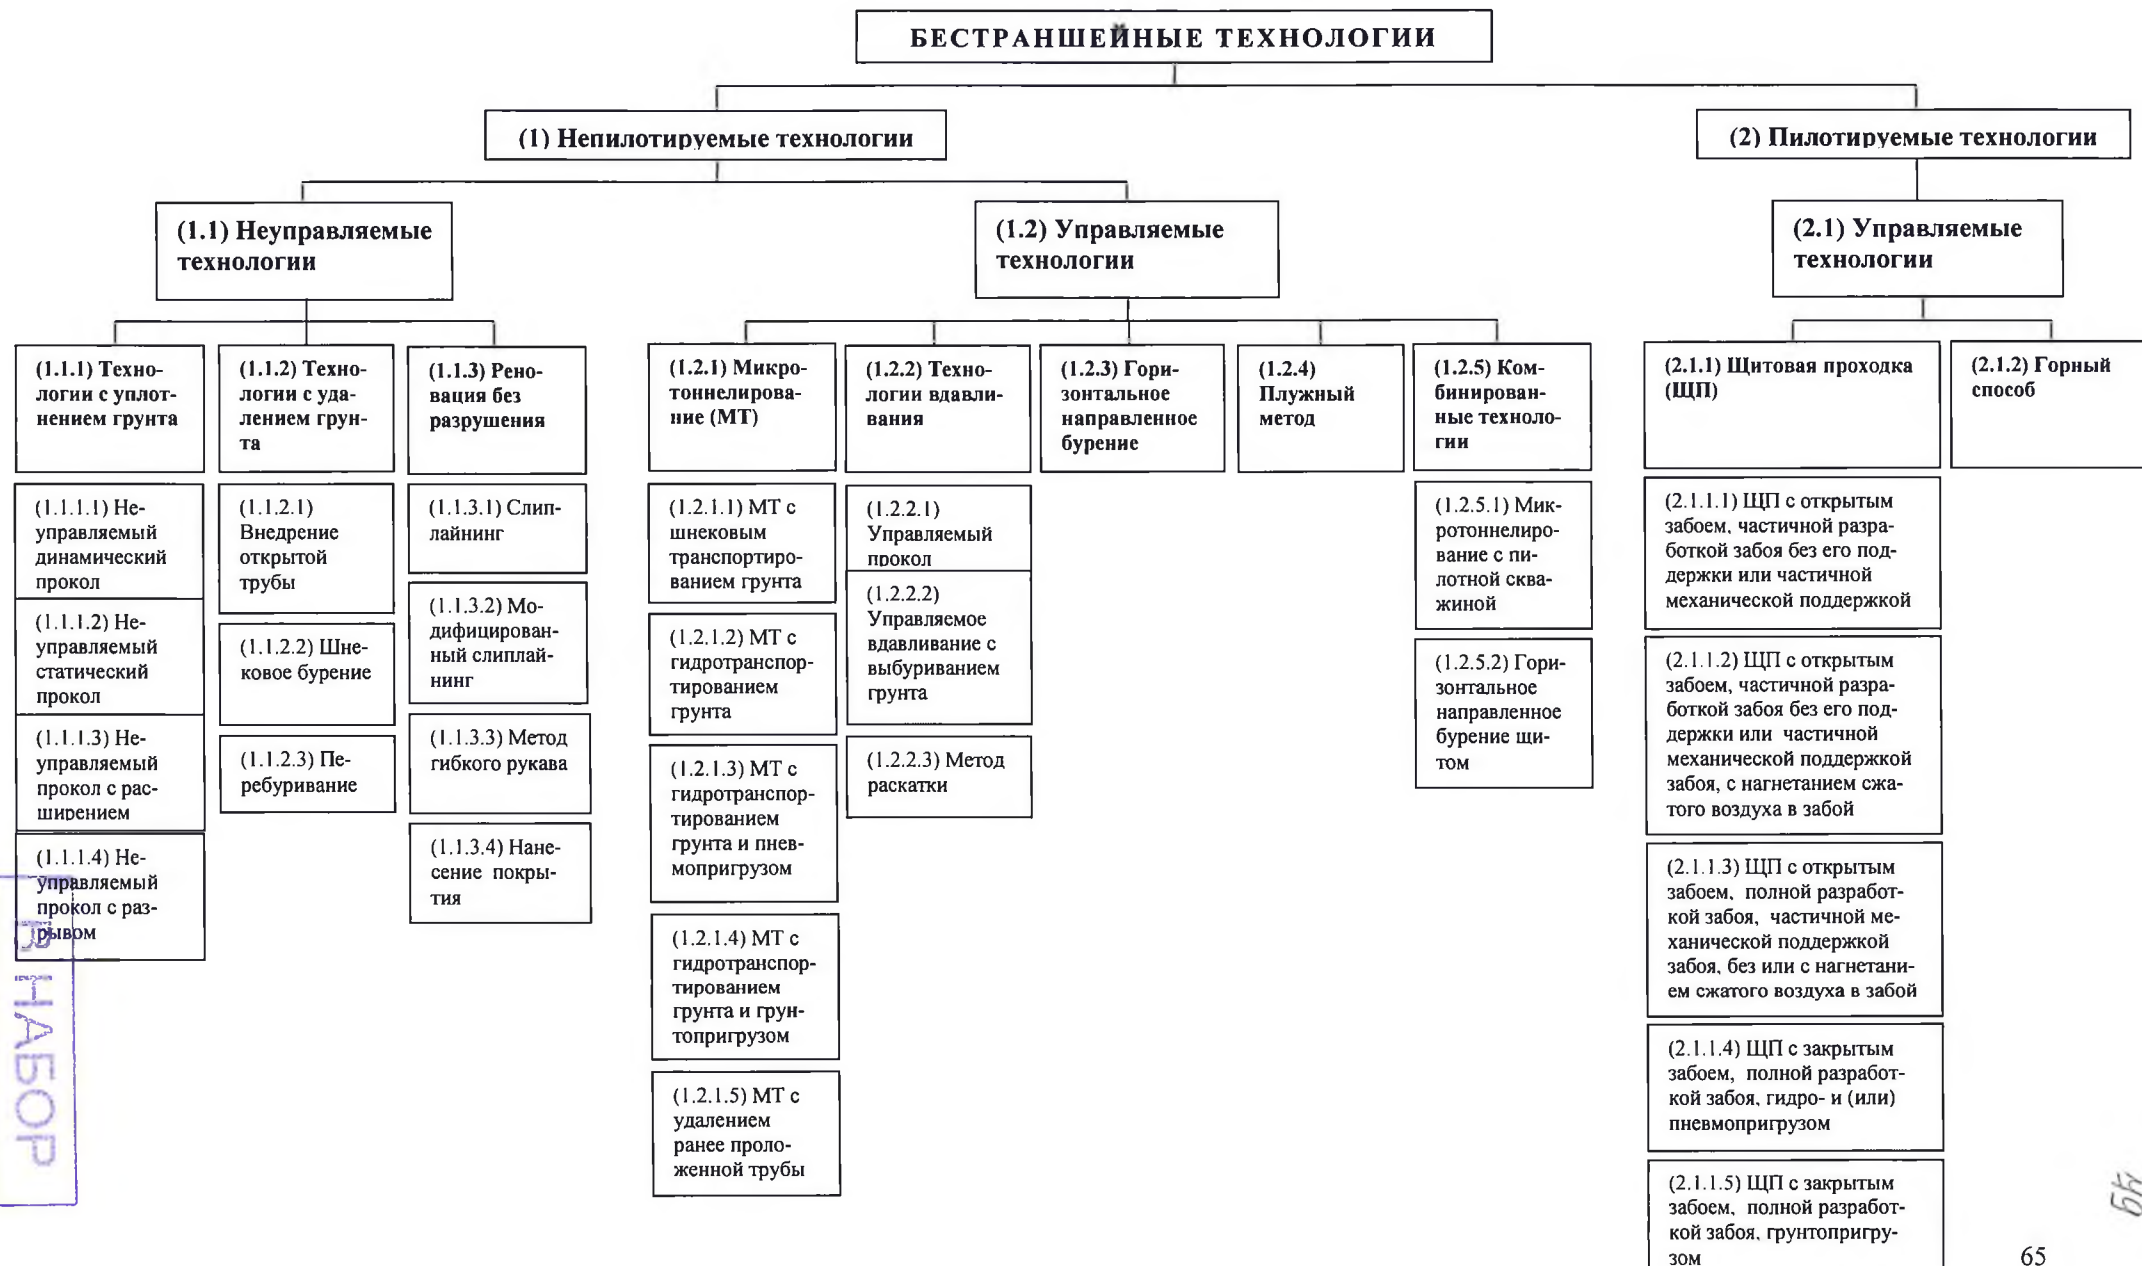 БЕСТРАНШЕЙНЫЕ ТЕХНОЛОГИИ
(1) Непилотируемые технологии
(2) Пилотируемые технологии
(1.1) Неуправляемые
технологии
(1.2) Управляемые
технологии
(2.1) Управляемые
технологии
(1.1.1) Техно-
логии с уплот-
нением грунта
(1.1.2) Техно-
логии с уда-
лением грун-
та
(1.1.3) Рено-
вация без
разрушения
(1.2.1) Микро-
тоннелирова-
ние (МТ)
(1.2.2) Техно-
логии вдавли-
вания
(1.2.3) Гори-
зонтальное
направленное
бурение
(1.2.4)
Плужный
метод
(1.2.5) Ком-
бинирован-
ные техноло-
гии
(2.1.1) Щитовая проходка
(ЩП)
(2.1.2) Горный
способ
(1.1.1.1) Не-
управляемый
динамический
прокол
(1.1.1.2) Не-
управляемый
статический
прокол
(1.1.1.3) Не-
управляемый
прокол с рас-
ширением
(1.1.1.4) Не-
управляемый
прокол с раз-
рывом
(1.1.2.1)
Внедрение
открытой
трубы
(1.1.2.2) Шне-
ковое бурение
(1.1.2.3) Пе-
ребуривание
(1.1.3.1) Слип-
лайнинг
(1.1.3.2) Мо-
дифицирован-
ный слиплай-
нинг
(1.1.3.3) Метод
гибкого рукава
(1.1.3.4) Нане-
сение покры-
тия
(1.2.1.1) МТ с
шнековым
транспортиро-
ванием грунта
(1.2.1.2) МТ с
гидротранспор-
тированием
грунта
(1.2.1.3) МТ с
гидротранспор-
тированием
грунта и пнев-
мопригрузом
(1.2.1.4) МТ с
гидротранспор-
тированием
грунта и грун-
топригрузом
(1.2.1.5) МТ с
удалением
ранее проло-
женной трубы
(1.2.2.1)
Управляемый
прокол
(1.2.2.2)
Управляемое
вдавливание с
выбуриванием
грунта
(1.2.2.3) Метод
раскатки
(1.2.5.1) Мик-
ротоннелиро-
вание с пи-
лотной сква-
жиной
(1.2.5.2) Гори-
зонтальное
направленное
бурение щи-
том
(2.1.1.1) ЩП с открытым
забоем, частичной разра-
боткой забоя без его под-
держки или частичной
механической поддержкой
(2.1.1.2) ЩП с открытым
забоем, частичной разра-
боткой забоя без его под-
держки или частичной
механической поддержкой
забоя, с нагнетанием сжа-
того воздуха в забой
(2.1.1.3) ЩП с открытым
забоем, полной разработ-
кой забоя, частичной ме-
ханической поддержкой
забоя, без или с нагнетани-
ем сжатого воздуха в забой
(2.1.1.4) ЩП с закрытым
забоем, полной разработ-
кой забоя, гидро- и (или)
пневмопригрузом
(2.1.1.5) ЩП с закрытым
забоем, полной разработ-
кой забоя, грунтопригру-
зом
В НАБОР
65